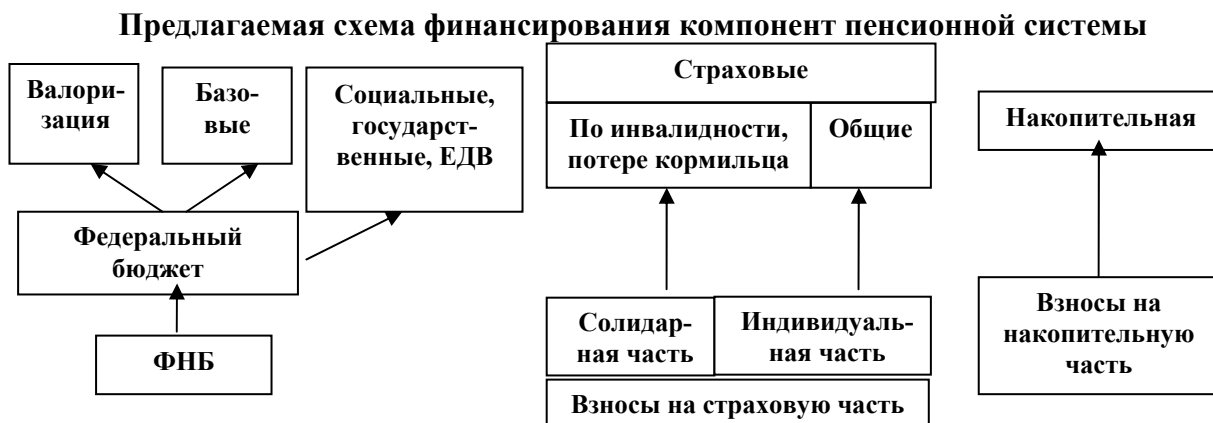 Предлагаемая схема финансирования компонент пенсионной системы
Валори-
зация
Базо-
вые
Социальные,
государст-
венные, ЕДВ
Федеральный
бюджет
ФНБ
Страховые
По инвалидности,
потере кормильца
Общие
Солидар-
ная часть
Индивидуаль-
ная часть
Взносы на страховую часть
Накопительная
Взносы на
накопительную
часть